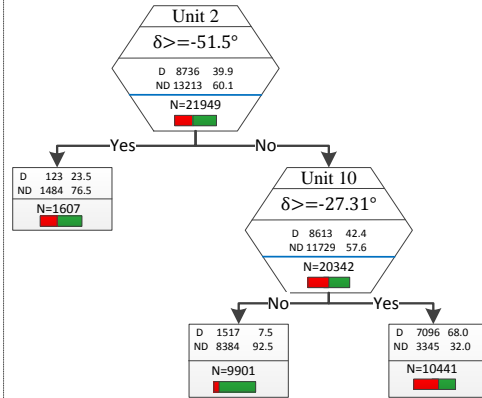 Unit 2
δ>=-51.5°
D 8736 39.9
ND 13213 60.1
N=21949
Yes
No
D 123 23.5
ND 1484 76.5
N=1607
Unit 10
δ>=-27.31°
D 8613 42.4
ND 11729 57.6
N=20342
No
Yes
D 1517 7.5
ND 8384 92.5
N=9901
D 7096 68.0
ND 3345 32.0
N=10441